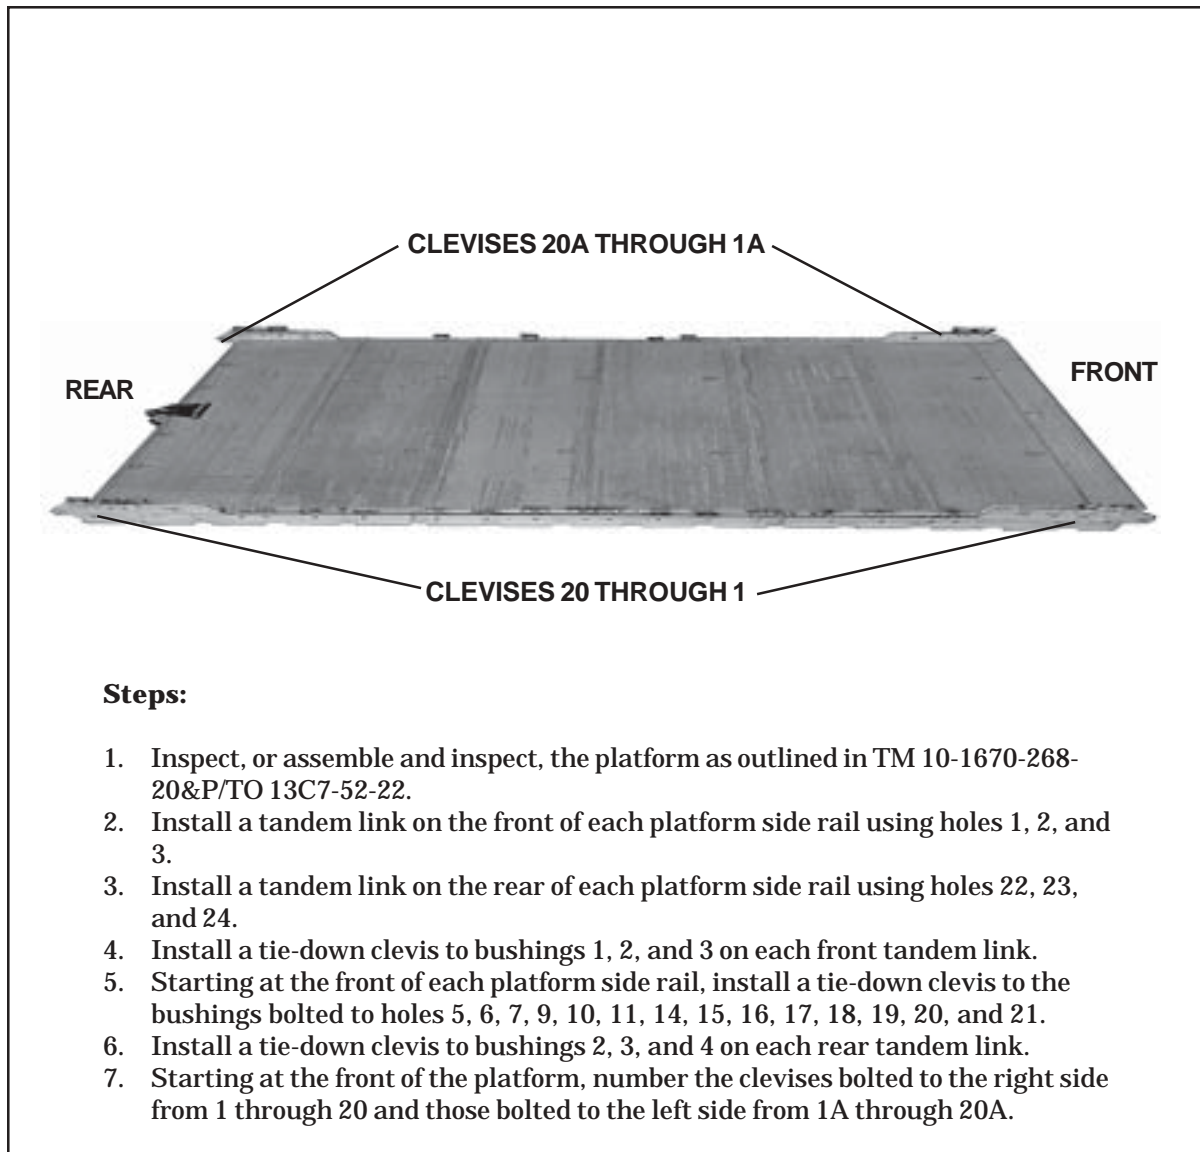 CLEVISES 20A THROUGH 1A
FRONT
REAR
CLEVISES 20 THROUGH 1
Steps:
1. Inspect, or assemble and inspect, the platform as outlined in TM 10-1670-268-
20&P/TO 13C7-52-22.
2. Install a tandem link on the front of each platform side rail using holes 1, 2, and
3.
3. Install a tandem link on the rear of each platform side rail using holes 22, 23,
and 24.
4. Install a tie-down clevis to bushings 1, 2, and 3 on each front tandem link.
5. Starting at the front of each platform side rail, install a tie-down clevis to the
bushings bolted to holes 5, 6, 7, 9, 10, 11, 14, 15, 16, 17, 18, 19, 20, and 21.
6. Install a tie-down clevis to bushings 2, 3, and 4 on each rear tandem link.
7. Starting at the front of the platform, number the clevises bolted to the right side
from 1 through 20 and those bolted to the left side from 1A through 20A.